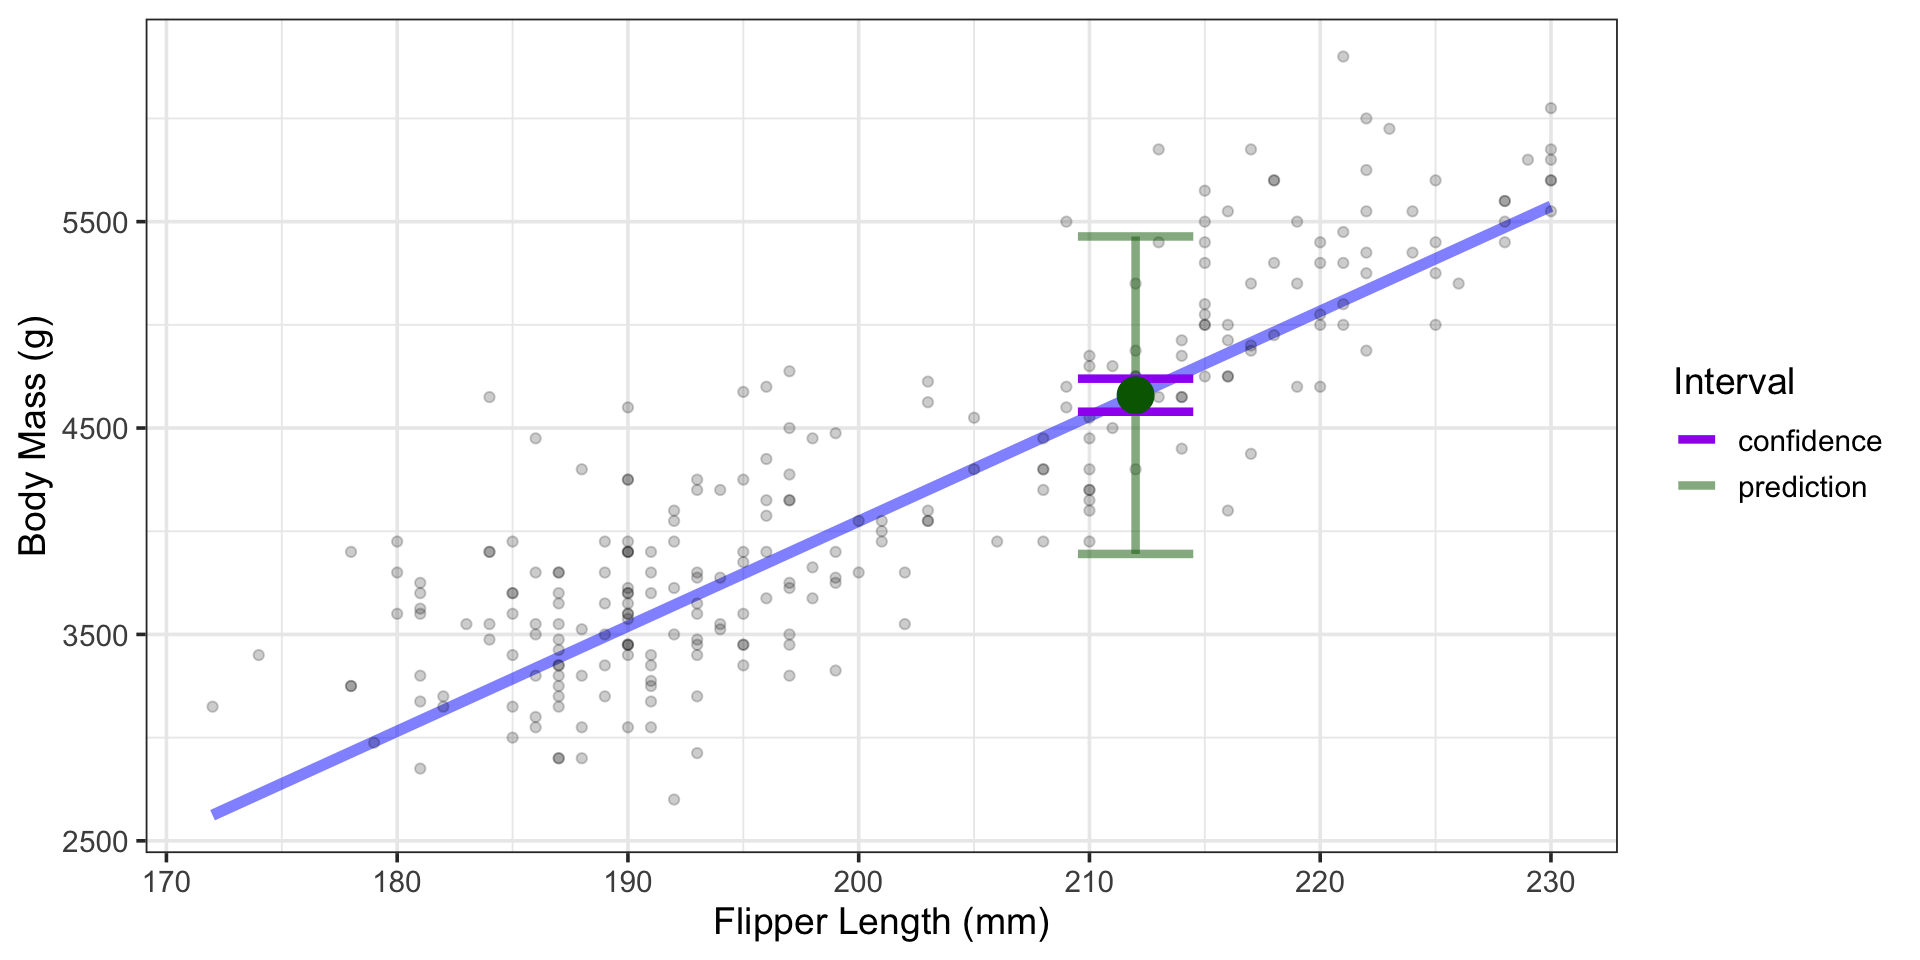 Body Mass (g)
5500
4500
3500
2500
170 180 190 200 210 220 230
Flipper Length (mm)
Interval
confidence
prediction